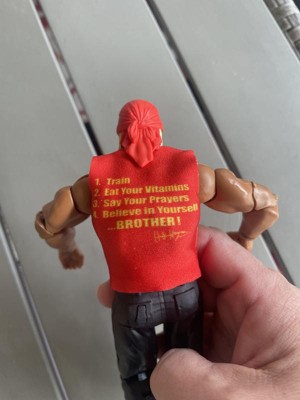 1. Train
2. Eat Your Vitamins
3. Say Your Prayers
4. Believe in Yourself
...BROTHER!